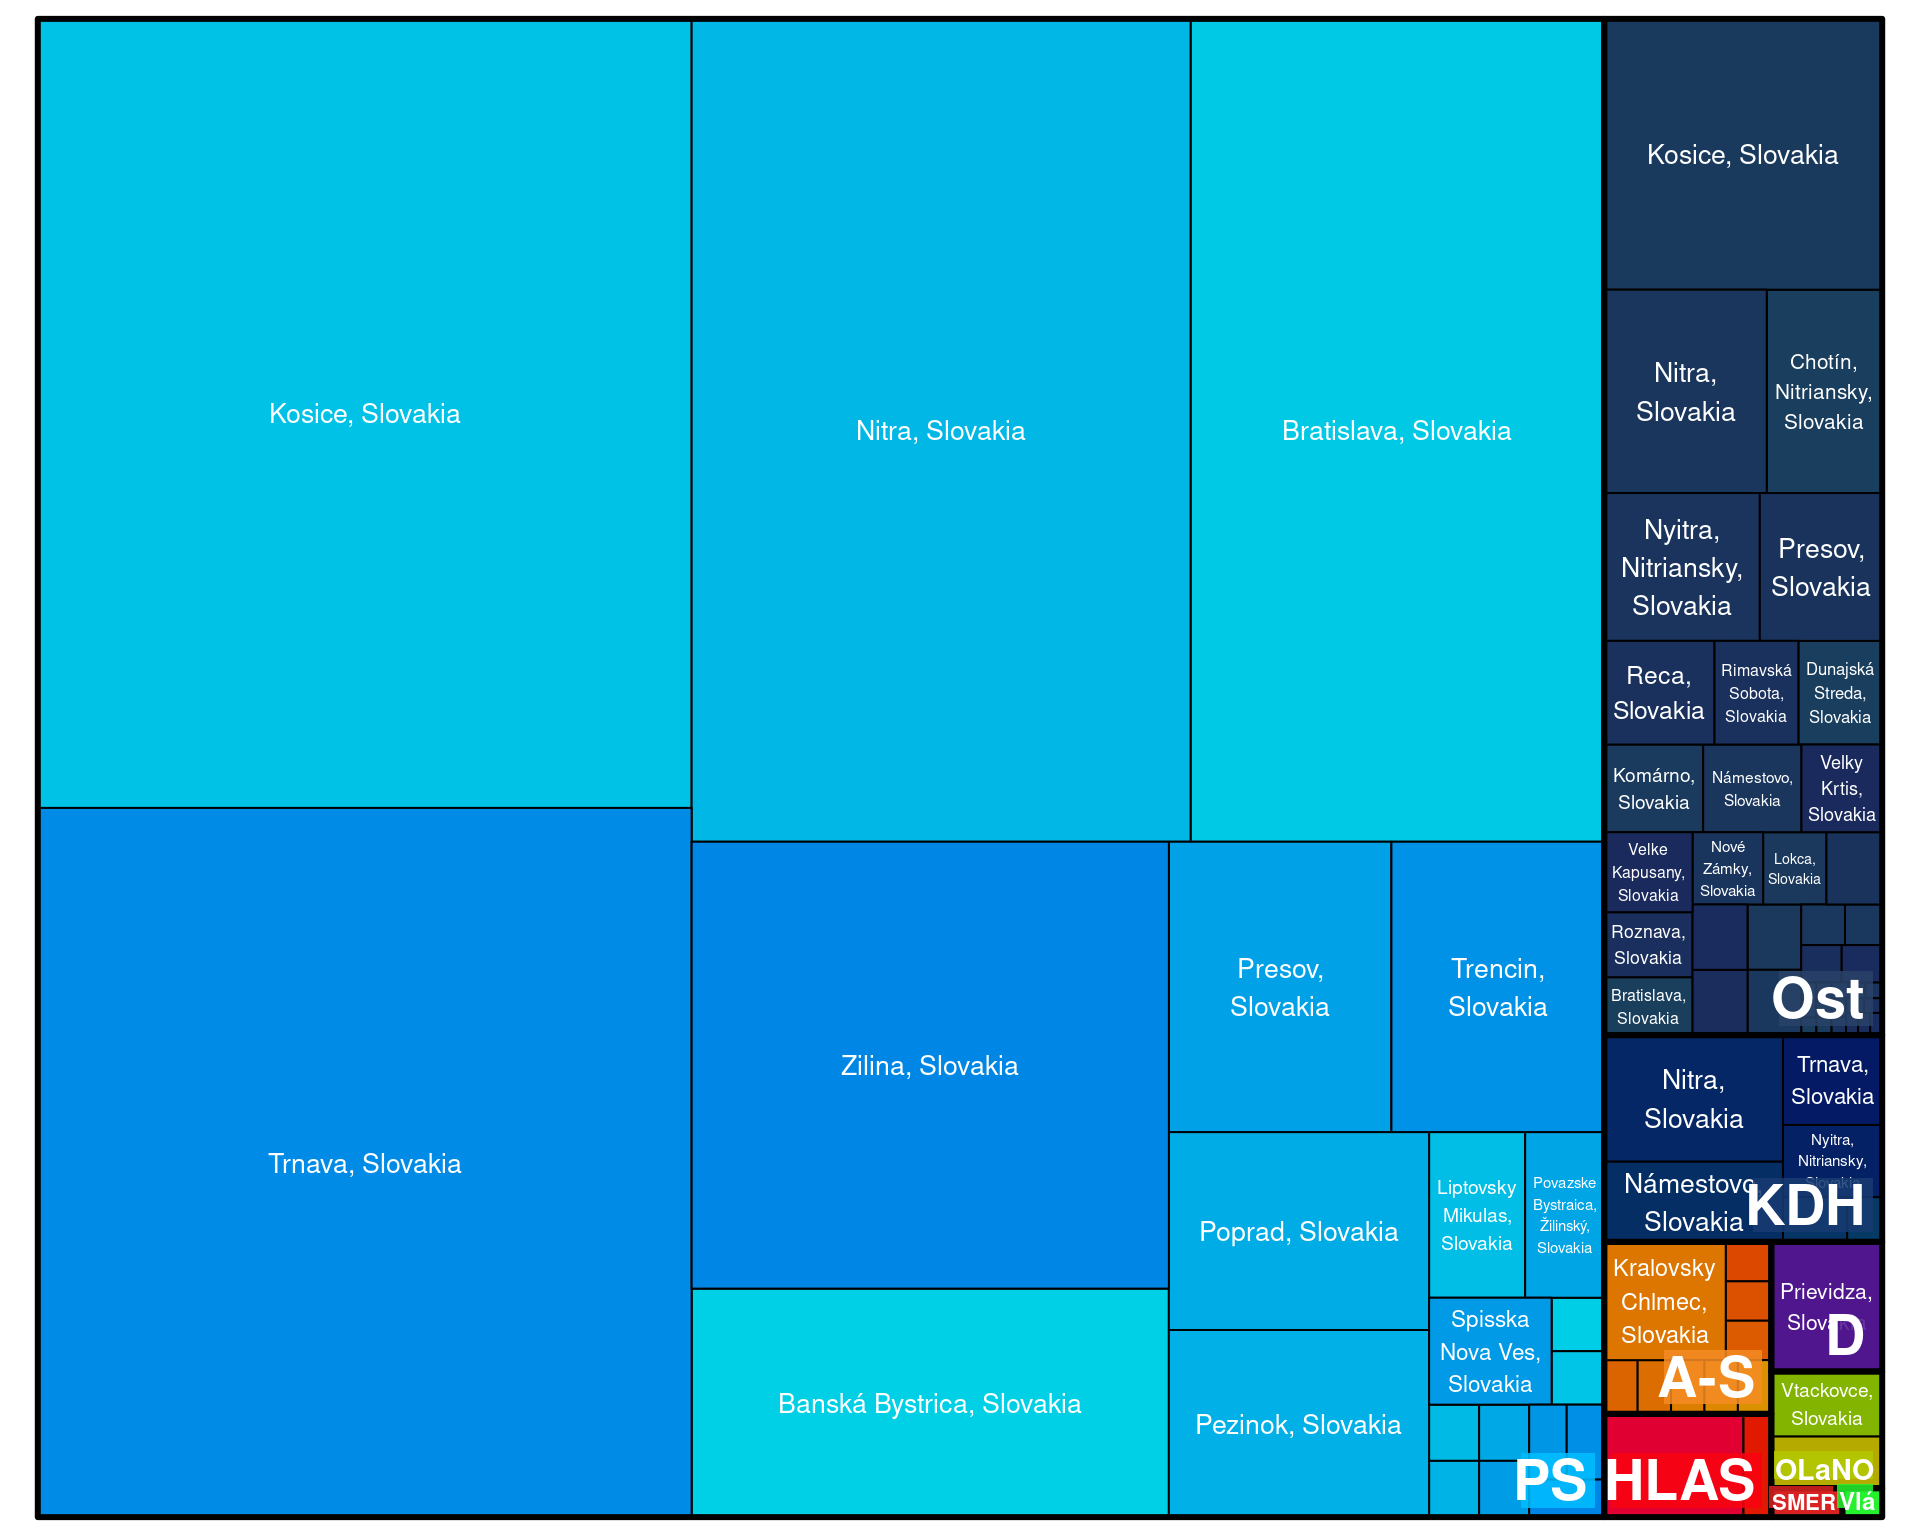 Kosice, Slovakia
Nitra, Slovakia
Bratislava, Slovakia
Trnava, Slovakia
Zilina, Slovakia
Banská Bystrica, Slovakia
Presov,
Slovakia
Trencin,
Slovakia
Poprad, Slovakia
Pezinok, Slovakia
Liptovsky
Mikulas,
Slovakia
Povazske
Bystraica,
Žilinský,
Slovakia
Spisska
Nova Ves,
Slovakia
PS
Kosice, Slovakia
Nitra,
Slovakia
Chotín,
Nitriansky,
Slovakia
Nyitra,
Nitriansky,
Slovakia
Presov,
Slovakia
Reca,
Slovakia
Rimavská
Sobota,
Slovakia
Dunajská
Streda,
Slovakia
Komárno,
Slovakia
Námestovo,
Slovakia
Velky
Krtis,
Slovakia
Velke
Kapusany,
Slovakia
Nové
Zámky,
Slovakia
Lokca,
Slovakia
Roznava,
Slovakia
Bratislava,
Slovakia
Ost
Nitra,
Slovakia
Trnava,
Slovakia
Nyitra,
Nitriansky,
Slovakia
Námestovo,
Slovakia
KDH
Kralovsky
Chlmec,
Slovakia
A-S
Prievidza,
Slovakia
D
Vtackovce,
Slovakia
OLaNO
HLAS
SMER
Vlá